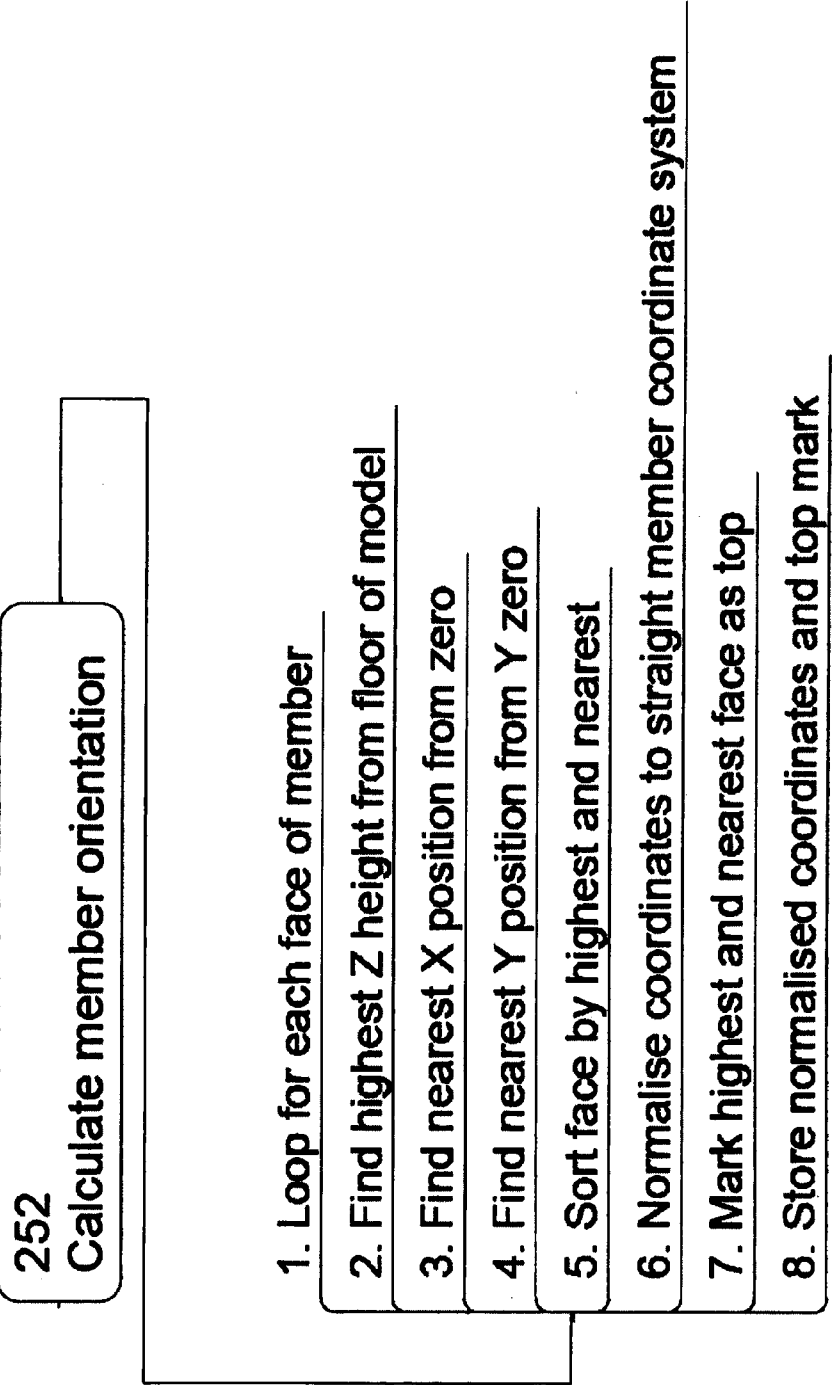 252
Calculate member orientation
1. Loop for each face of member
2. Find highest Z height from floor of model
3. Find nearest X position from zero
4. Find nearest Y position from Y zero
5. Sort face by highest and nearest
6. Normalise coordinates to straight member coordinate system
7. Mark highest and nearest face as top
8. Store normalised coordinates and top mark